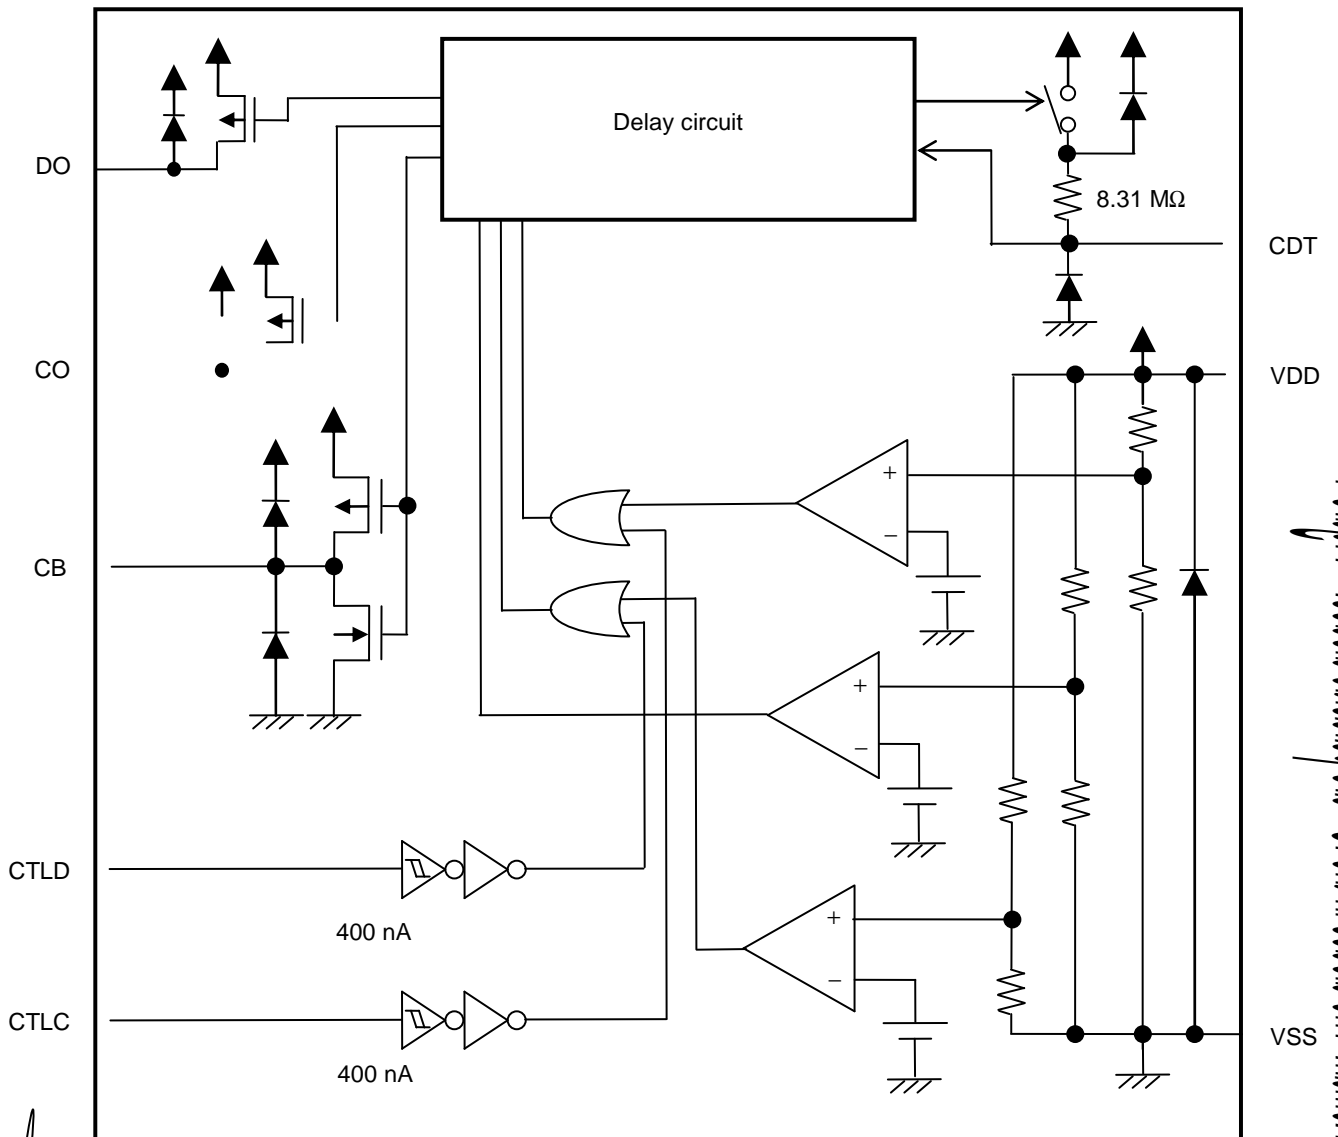 Delay circuit
DO
8.31 MΩ
CDT
CO
VDD
+
−
CB
+
−
CTLD
400 nA
+
−
CTLC
VSS
400 nA